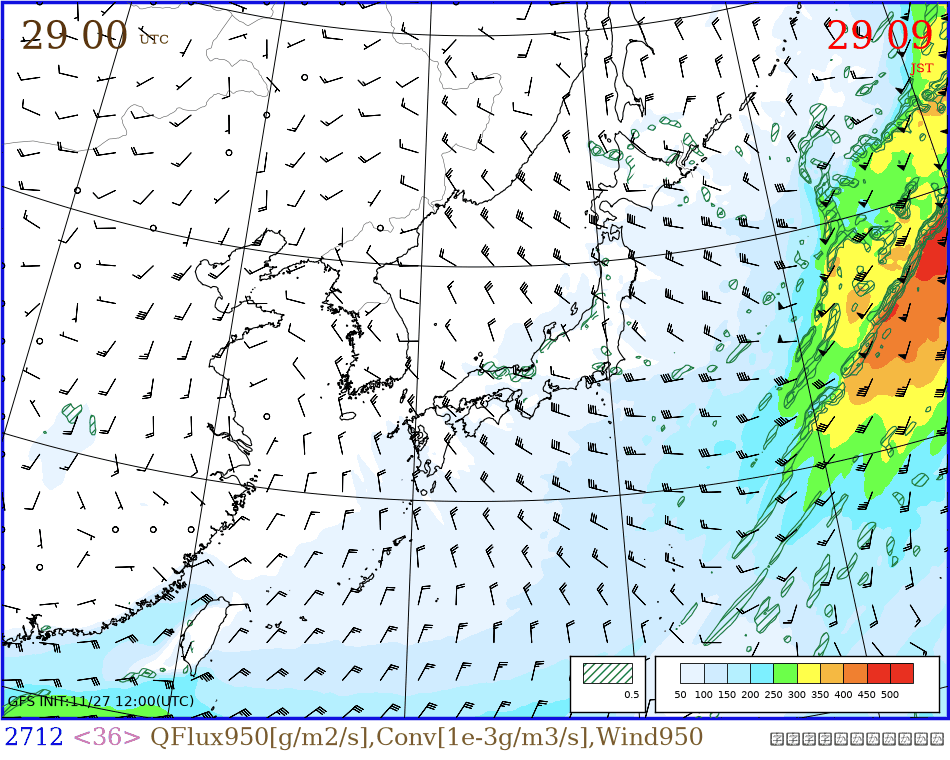 29 00 UTC
29 09
JST
0.5
50 100 150 200 250 300 350 400 450 500
GFS INIT:11/27 12:00(UTC)
2712 <36> QFlux950[g/m2/s],Conv[1e-3g/m3/s],Wind950